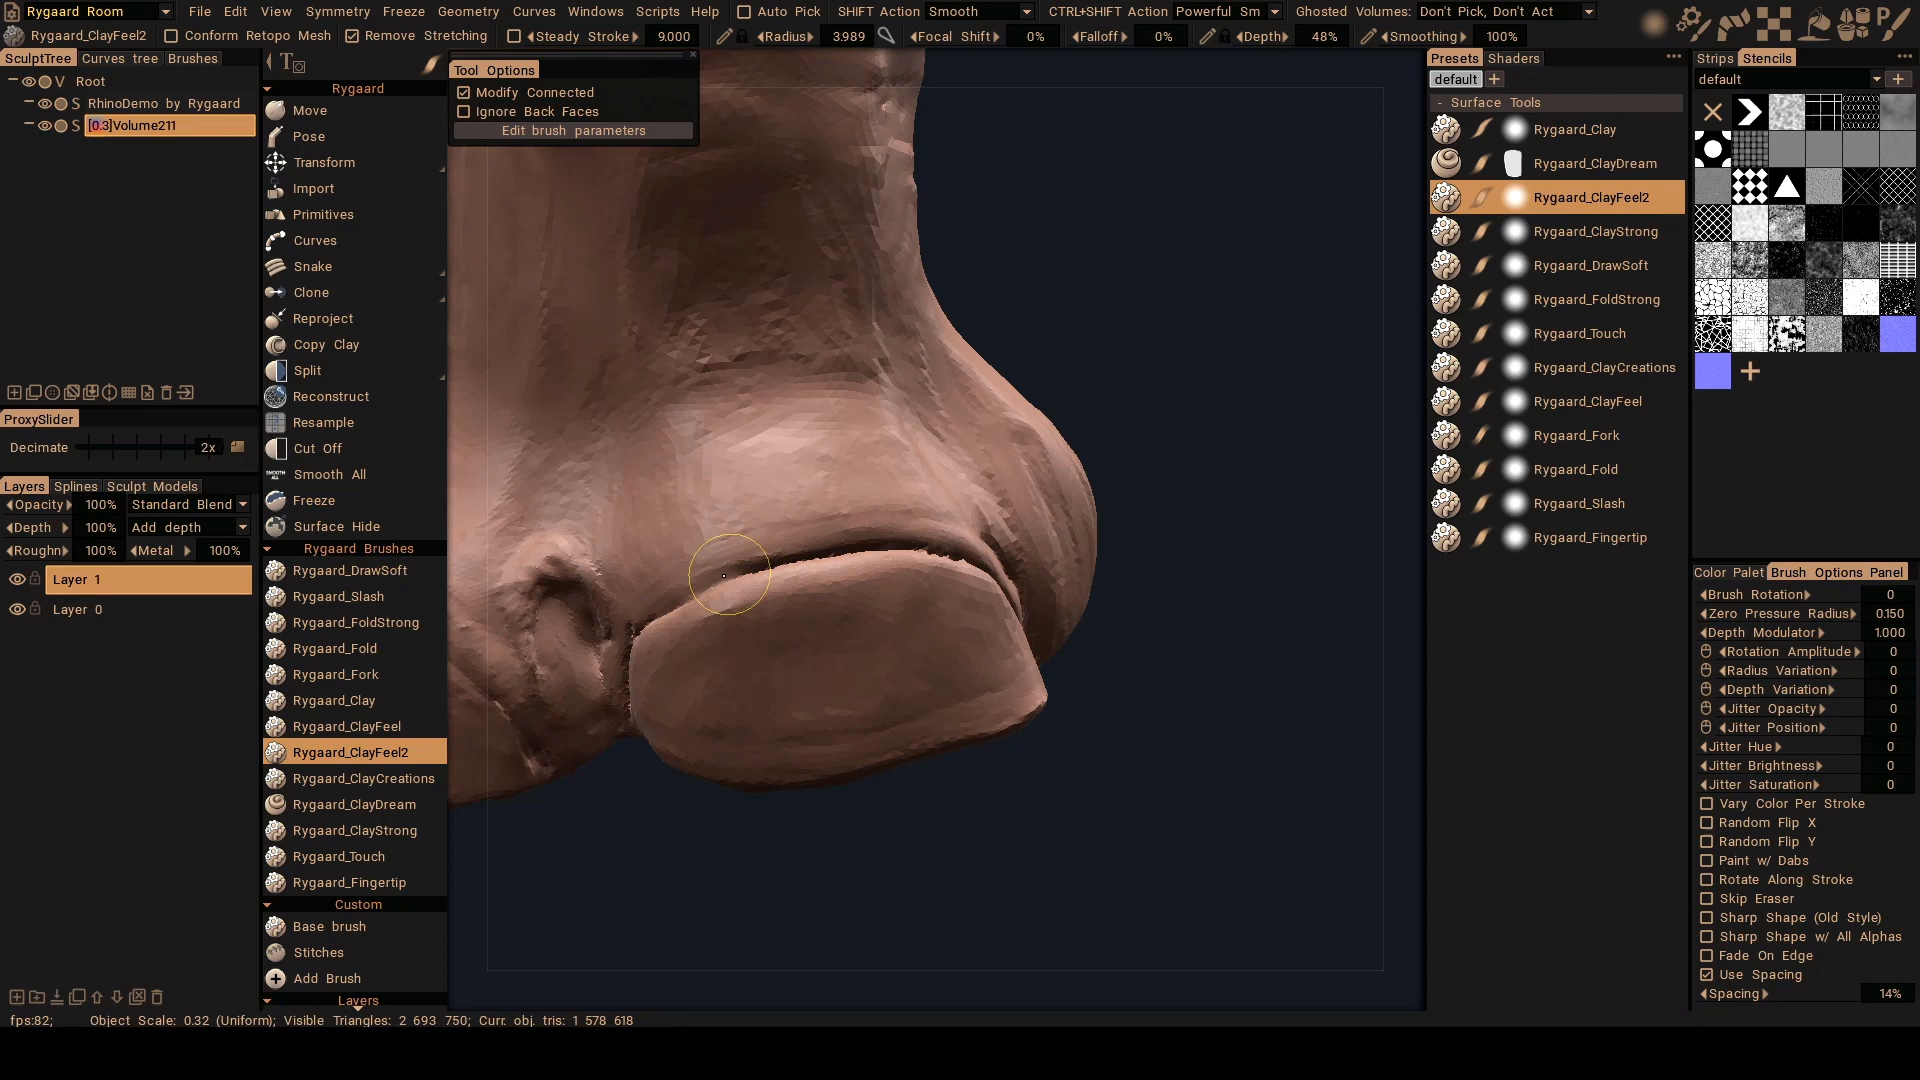 Rygaard Room File Edit View Symmetry Freeze Geometry Curves Windows Scripts Help Auto Pick SHIFT Action Smooth CTRL+SHIFT Action Powerful Sm Ghosted Volumes: Don't Pick, Don't Act
Rygaard_ClayFeel2 Conform Retopo Mesh Remove Stretching Steady Stroke 9.000 Radius 3.989 Focal Shift 0% Falloff 0% Depth 48% Smoothing 100%
SculptTree Curves tree Brushes
V Root
S RhinoDemo by Rygaard
S [0.3]Volume211
ProxySlider
Decimate 2x
Layers Splines Sculpt Models
Opacity 100% Standard Blend
Depth 100% Add depth
Roughn 100% Metal 100%
Layer 1
Layer 0
Rygaard
Move
Pose
Transform
Import
Primitives
Curves
Snake
Clone
Reproject
Copy Clay
Split
Reconstruct
Resample
Cut Off
SMOOTH ALL Smooth All
Freeze
Surface Hide
Rygaard Brushes
Rygaard_DrawSoft
Rygaard_Slash
Rygaard_FoldStrong
Rygaard_Fold
Rygaard_Fork
Rygaard_Clay
Rygaard_ClayFeel
Rygaard_ClayFeel2
Rygaard_ClayCreations
Rygaard_ClayDream
Rygaard_ClayStrong
Rygaard_Touch
Rygaard_Fingertip
Custom
Base brush
Stitches
Add Brush
Layers
Tool Options
Modify Connected
Ignore Back Faces
Edit brush parameters
Presets Shaders
default
- Surface Tools
Rygaard_Clay
Rygaard_ClayDream
Rygaard_ClayFeel2
Rygaard_ClayStrong
Rygaard_DrawSoft
Rygaard_FoldStrong
Rygaard_Touch
Rygaard_ClayCreations
Rygaard_ClayFeel
Rygaard_Fork
Rygaard_Fold
Rygaard_Slash
Rygaard_Fingertip
Strips Stencils
default
Color Palet Brush Options Panel
Brush Rotation 0
Zero Pressure Radius 0.150
Depth Modulator 1.000
Rotation Amplitude 0
Radius Variation 0
Depth Variation 0
Jitter Opacity 0
Jitter Position 0
Jitter Hue 0
Jitter Brightness 0
Jitter Saturation 0
Vary Color Per Stroke
Random Flip X
Random Flip Y
Paint w/ Dabs
Rotate Along Stroke
Skip Eraser
Sharp Shape (Old Style)
Sharp Shape w/ All Alphas
Fade On Edge
Use Spacing
Spacing 14%
fps:82; Object Scale: 0.32 (Uniform); Visible Triangles: 2 693 750; Curr. obj. tris: 1 578 618